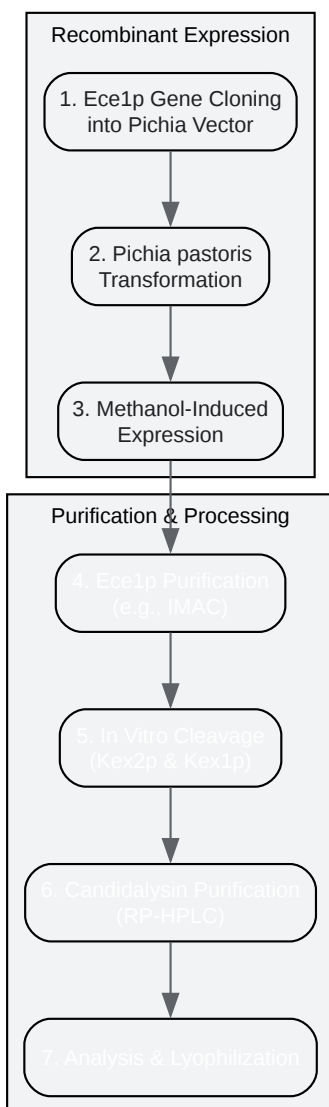 Recombinant Expression
1. Ece1p Gene Cloning
into Pichia Vector
2. Pichia pastoris
Transformation
3. Methanol-Induced
Expression
Purification & Processing
4. Ece1p Purification
(e.g., IMAC)
5. In Vitro Cleavage
(Kex2p & Kex1p)
6. Candidalysin Purification
(RP-HPLC)
7. Analysis & Lyophilization